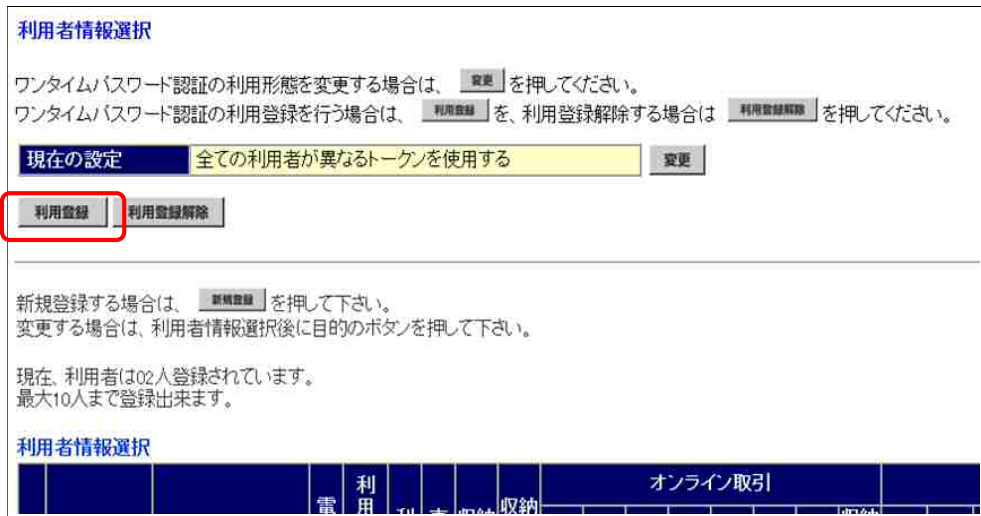 利用者情報選択
ワンタイムパスワード認証の利用形態を変更する場合は、 変更 を押してください。
ワンタイムパスワード認証の利用登録を行う場合は、 利用登録 を、利用登録解除する場合は 利用登録解除 を押してください。
現在の設定 全ての利用者が異なるトークンを使用する 変更
利用登録 利用登録解除
新規登録する場合は、 新規登録 を押して下さい。
変更する場合は、利用者情報選択後に目的のボタンを押して下さい。
現在、利用者は02人登録されています。
最大10人まで登録出来ます。
利用者情報選択
オンライン取引
電 利用 利 収納 収納 収納